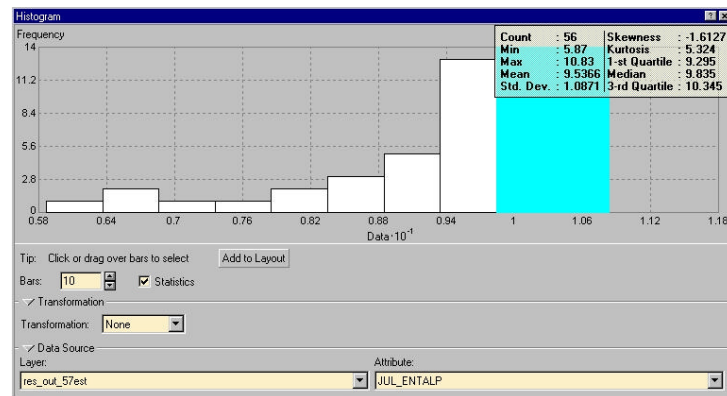 Histogram
Frequency
14
11.2
8.4
5.6
2.8
0
0.58 0.64 0.7 0.76 0.82 0.88 0.94 1 1.06 1.12 1.18
Data·10⁻¹
Count : 56 Skewness : -1.6127
Min : 5.87 Kurtosis : 5.324
Max : 10.83 1-st Quartile : 9.295
Mean : 9.5366 Median : 9.835
Std. Dev. : 1.0871 3-rd Quartile : 10.345
Tip: Click or drag over bars to select Add to Layout
Bars: 10 Statistics
Transformation
Transformation: None
Data Source
Layer: Attribute:
res_out_57est JUL_ENTALP